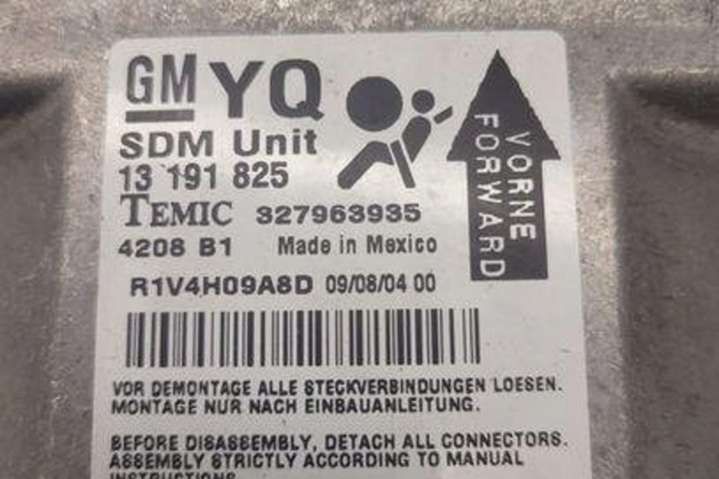 GM YQ
SDM Unit
13 191 825
TEMIC 327963935
4208 B1 Made in Mexico
R1V4H09A8D 09/08/04 00
VORNE
FORWARD
VOR DEMONTAGE ALLE STECKVERBINDUNGEN LOESEN.
MONTAGE NUR NACH EINBAUANLEITUNG.
BEFORE DISASSEMBLY, DETACH ALL CONNECTORS.
ASSEMBLY STRICTLY ACCORDING TO MANUAL
INSTRUCTIONS